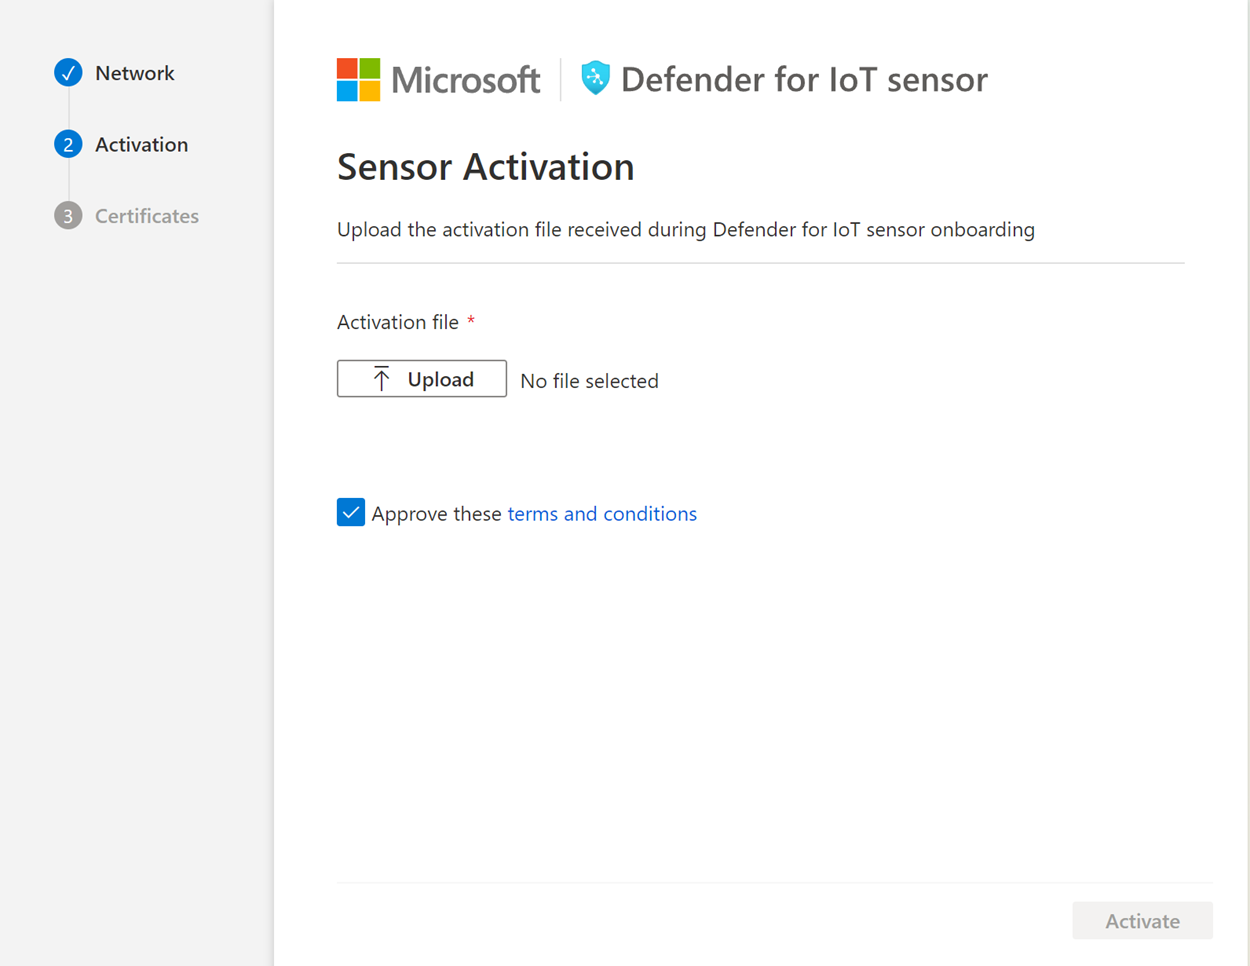 Network
2 Activation
3 Certificates
Microsoft
Defender for IoT sensor
Sensor Activation
Upload the activation file received during Defender for IoT sensor onboarding
Activation file *
Upload
No file selected
Approve these terms and conditions
Activate